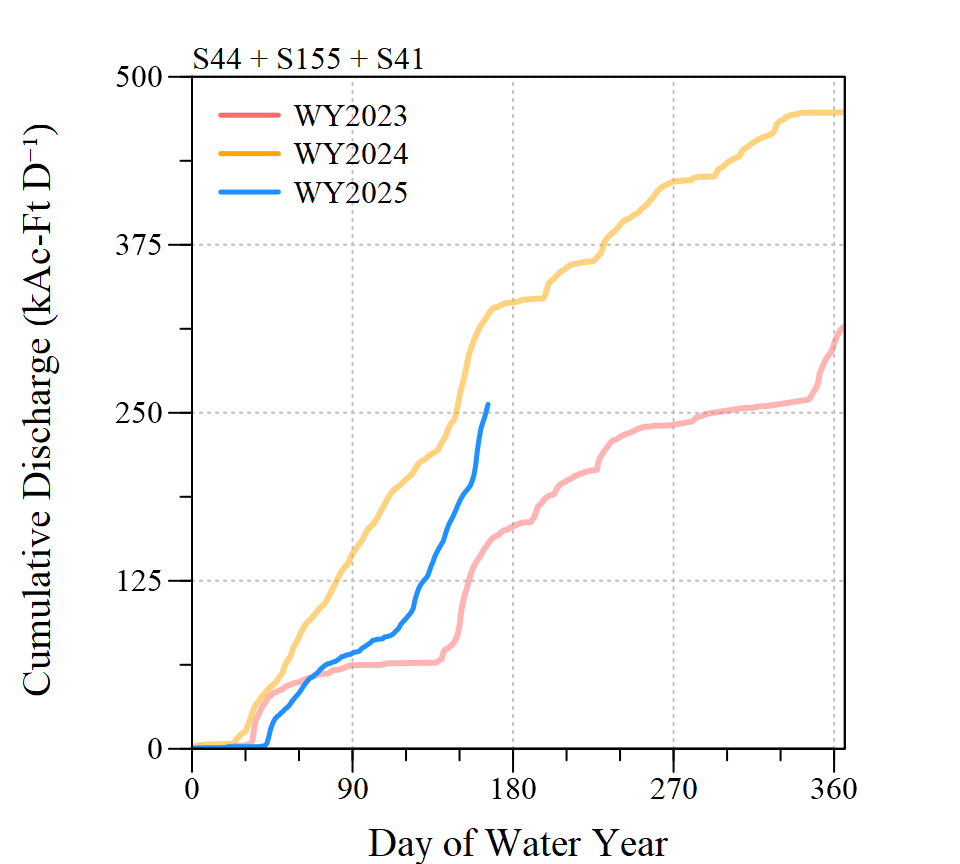 S44 + S155 + S41
500
375
250
125
0
WY2023
WY2024
WY2025
Cumulative Discharge (kAc-Ft D⁻¹)
0 90 180 270 360
Day of Water Year